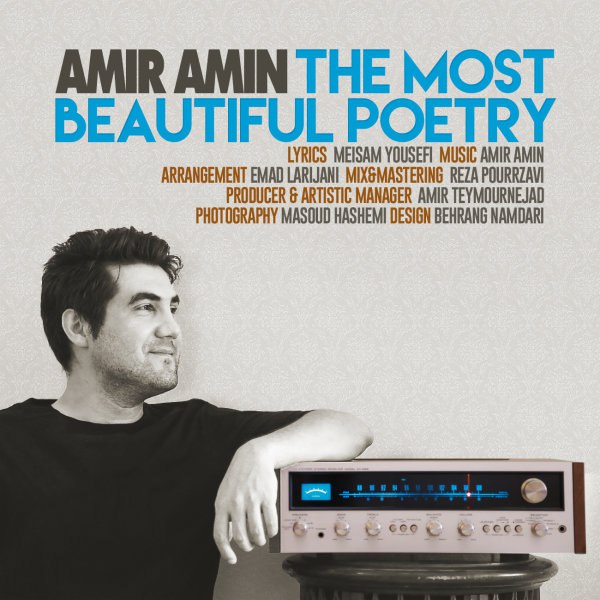 AMIR AMIN THE MOST
BEAUTIFUL POETRY
LYRICS MEISAM YOUSEFI MUSIC AMIR AMIN
ARRANGEMENT EMAD LARIJANI MIX&MASTERING REZA POURRZAVI
PRODUCER & ARTISTIC MANAGER AMIR TEYMOURNEJAD
PHOTOGRAPHY MASOUD HASHEMI DESIGN BEHRANG NAMDARI